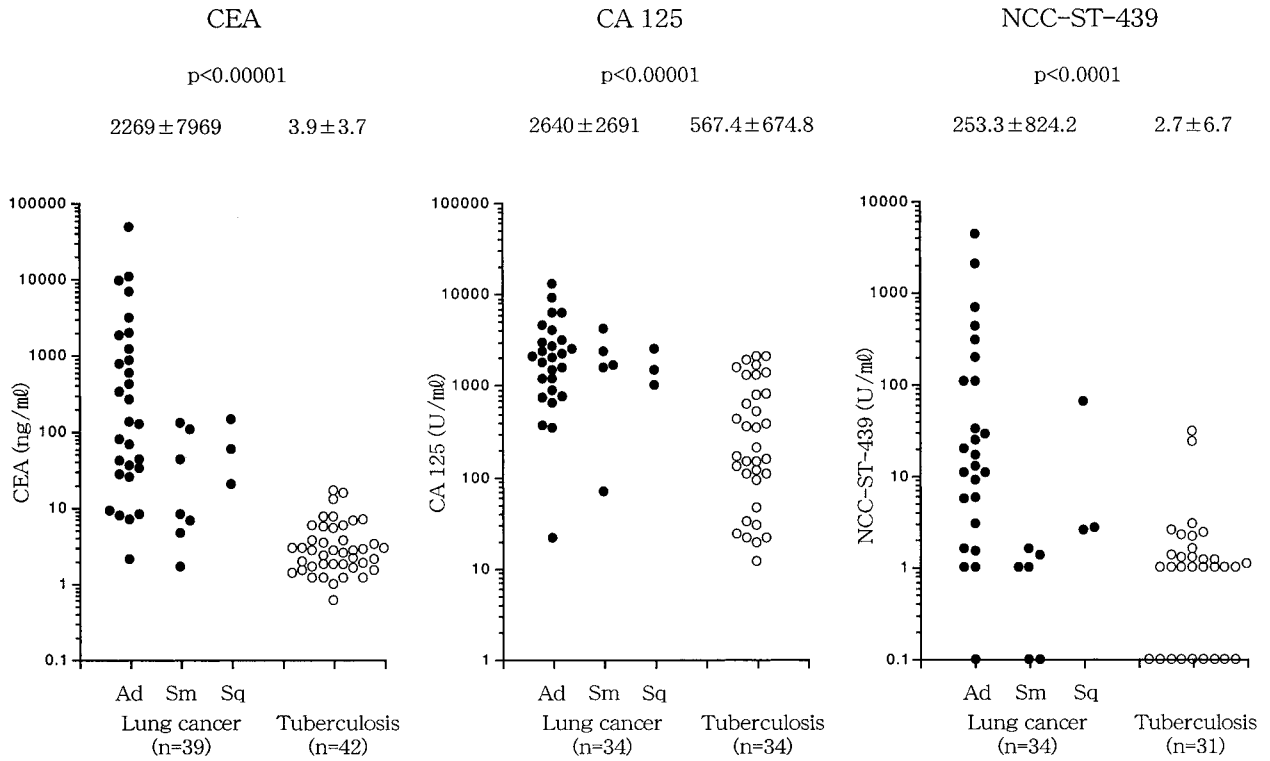 CEA
p<0.00001
2269±7969 3.9±3.7
CEA (ng/mℓ)
100000
10000
1000
100
10
1
0.1
Ad Sm Sq
Lung cancer Tuberculosis
(n=39) (n=42)
CA 125
p<0.00001
2640±2691 567.4±674.8
CA 125 (U/mℓ)
100000
10000
1000
100
10
1
Ad Sm Sq
Lung cancer Tuberculosis
(n=34) (n=34)
NCC-ST-439
p<0.0001
253.3±824.2 2.7±6.7
NCC-ST-439 (U/mℓ)
10000
1000
100
10
1
0.1
Ad Sm Sq
Lung cancer Tuberculosis
(n=34) (n=31)